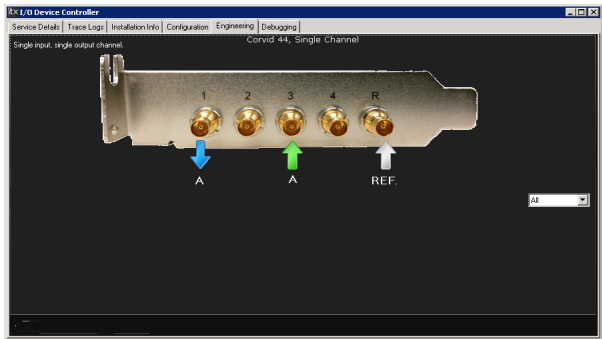 itx I/O Device Controller
Service Details Trace Logs Installation Info Configuration Engineering Debugging
Corvid 44, Single Channel
Single input, single output channel.
1 2 3 4 R
A A REF.
All